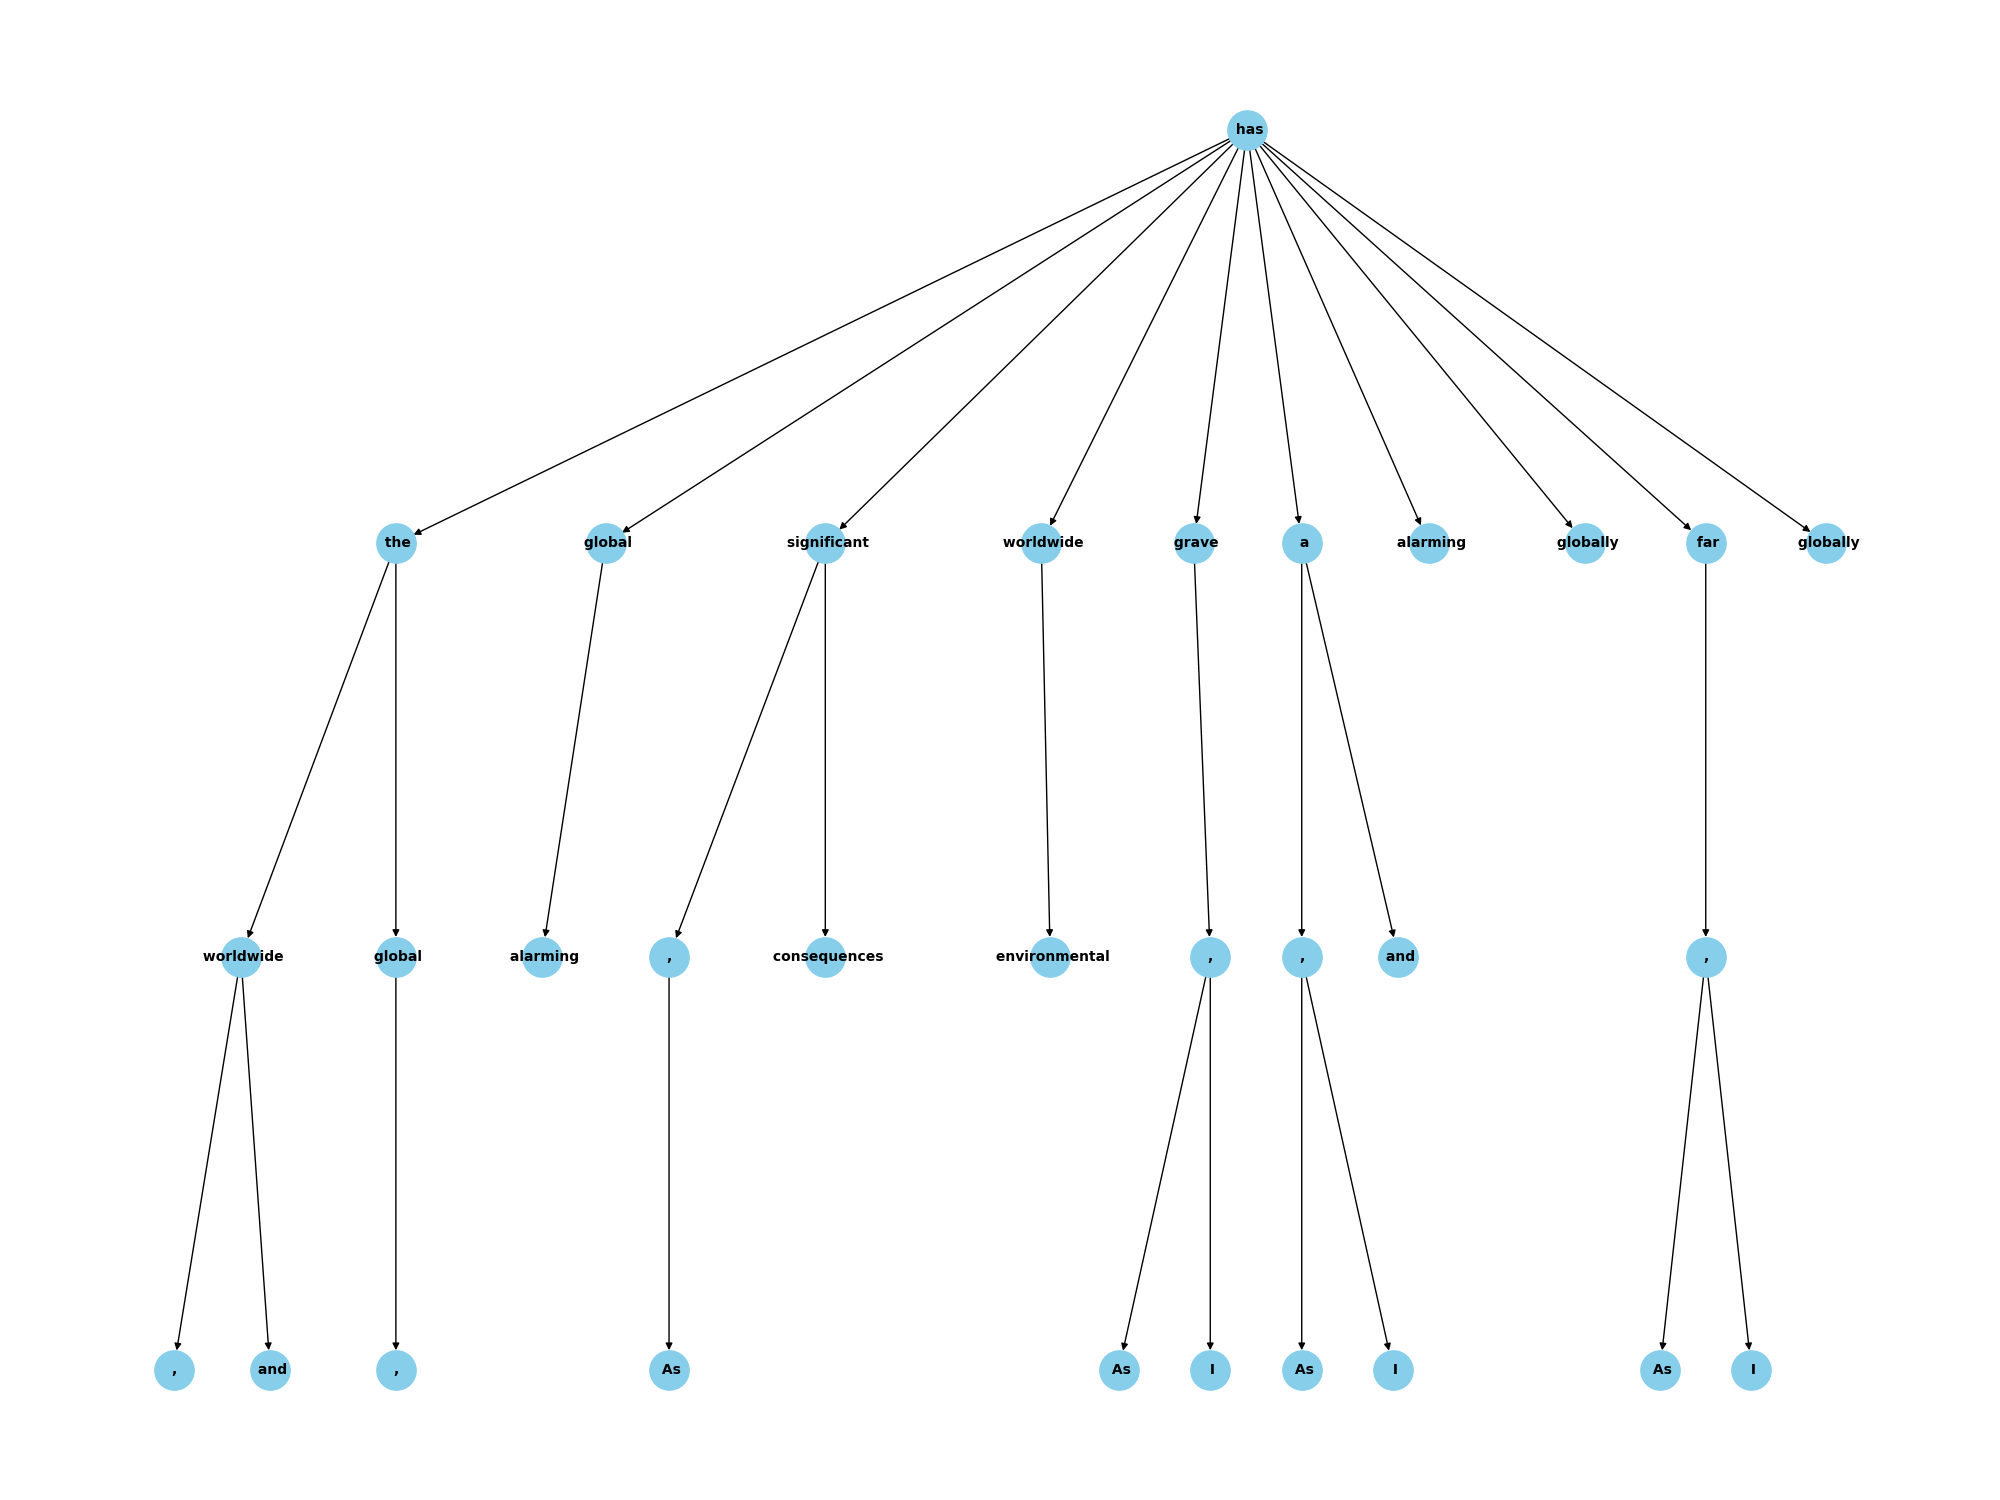 has
the global significant worldwide grave a alarming globally far globally
worldwide global alarming , consequences environmental , , and ,
, and , As As I As I As I